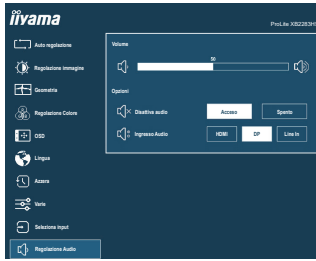 iiyama
ProLite XB2283H
Auto regolazione
Regolazione Immagine
Geometria
Regolazione Colore
OSD
Lingua
Azzera
Varie
Selezione Input
Regolazione Audio
Volume
50
Opzioni
Disattiva audio
Acceso
Spento
Ingresso Audio
HDMI
DP
Line In